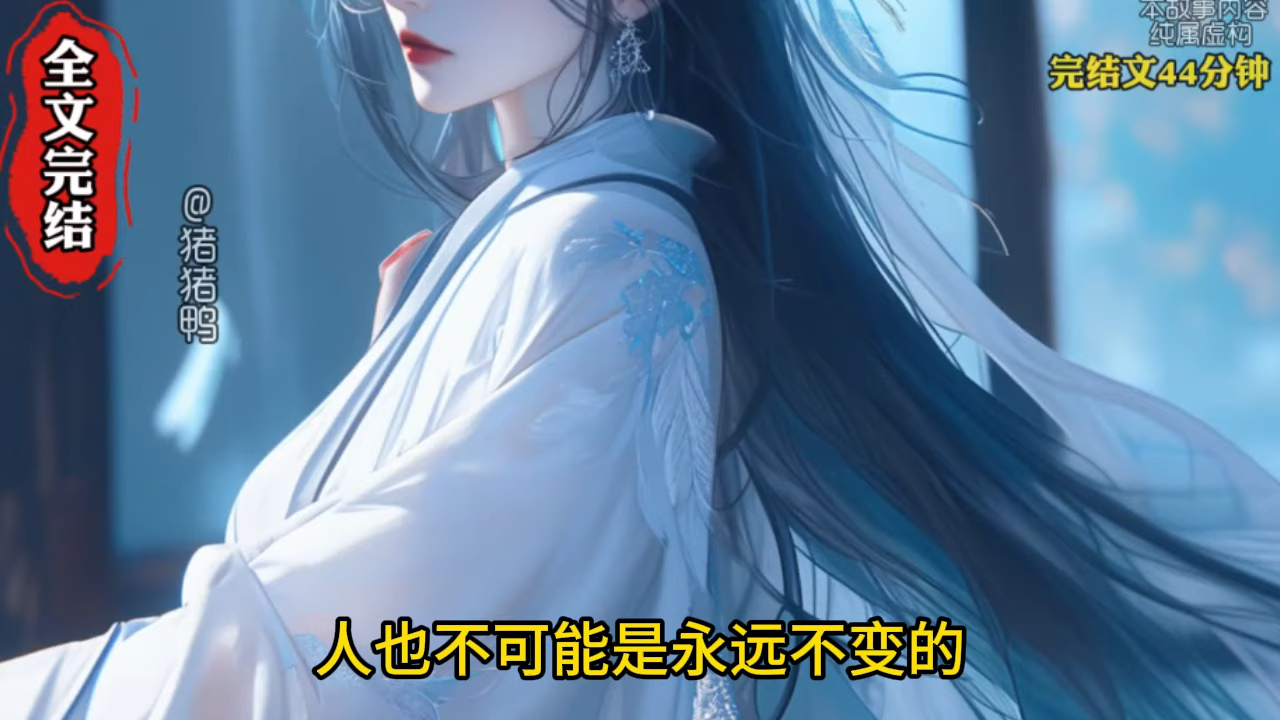 全文完结
@猪猪鸭
本故事内容
纯属虚构
完结文44分钟
人也不可能是永远不变的